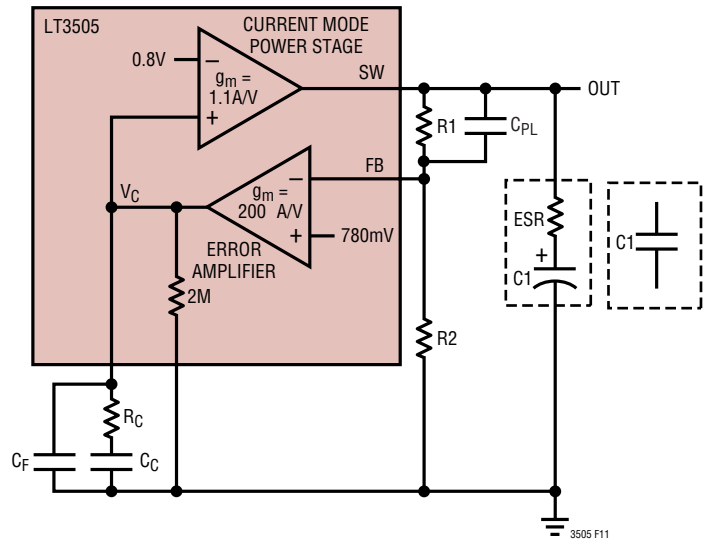 LT3505
CURRENT MODE
POWER STAGE
0.8V
−
gm =
1.1A/V
+
SW
OUT
R1
CPL
FB
VC
−
gm =
200 A/V
+
780mV
ERROR
AMPLIFIER
2M
ESR
+
C1
C1
R2
RC
CF
CC
3505 F11